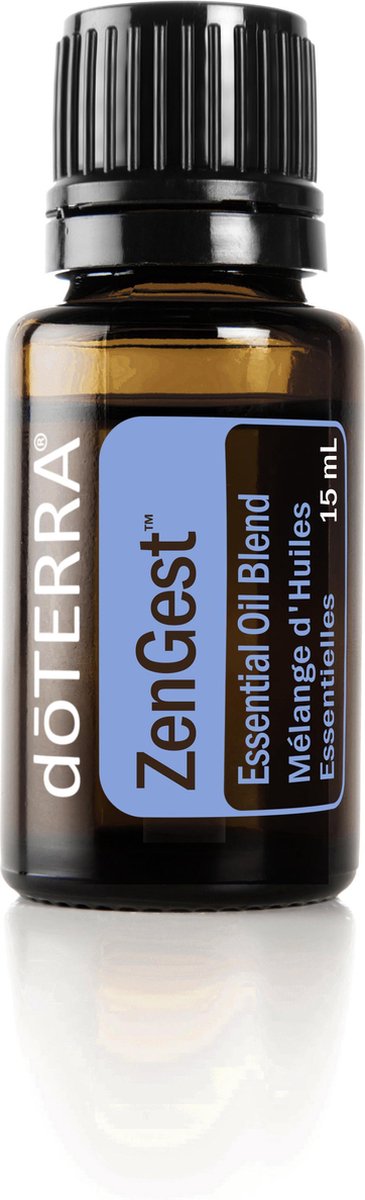 dōTERRA®
ZenGest™
Essential Oil Blend
Mélange d'Huiles
Essentielles 15 mL